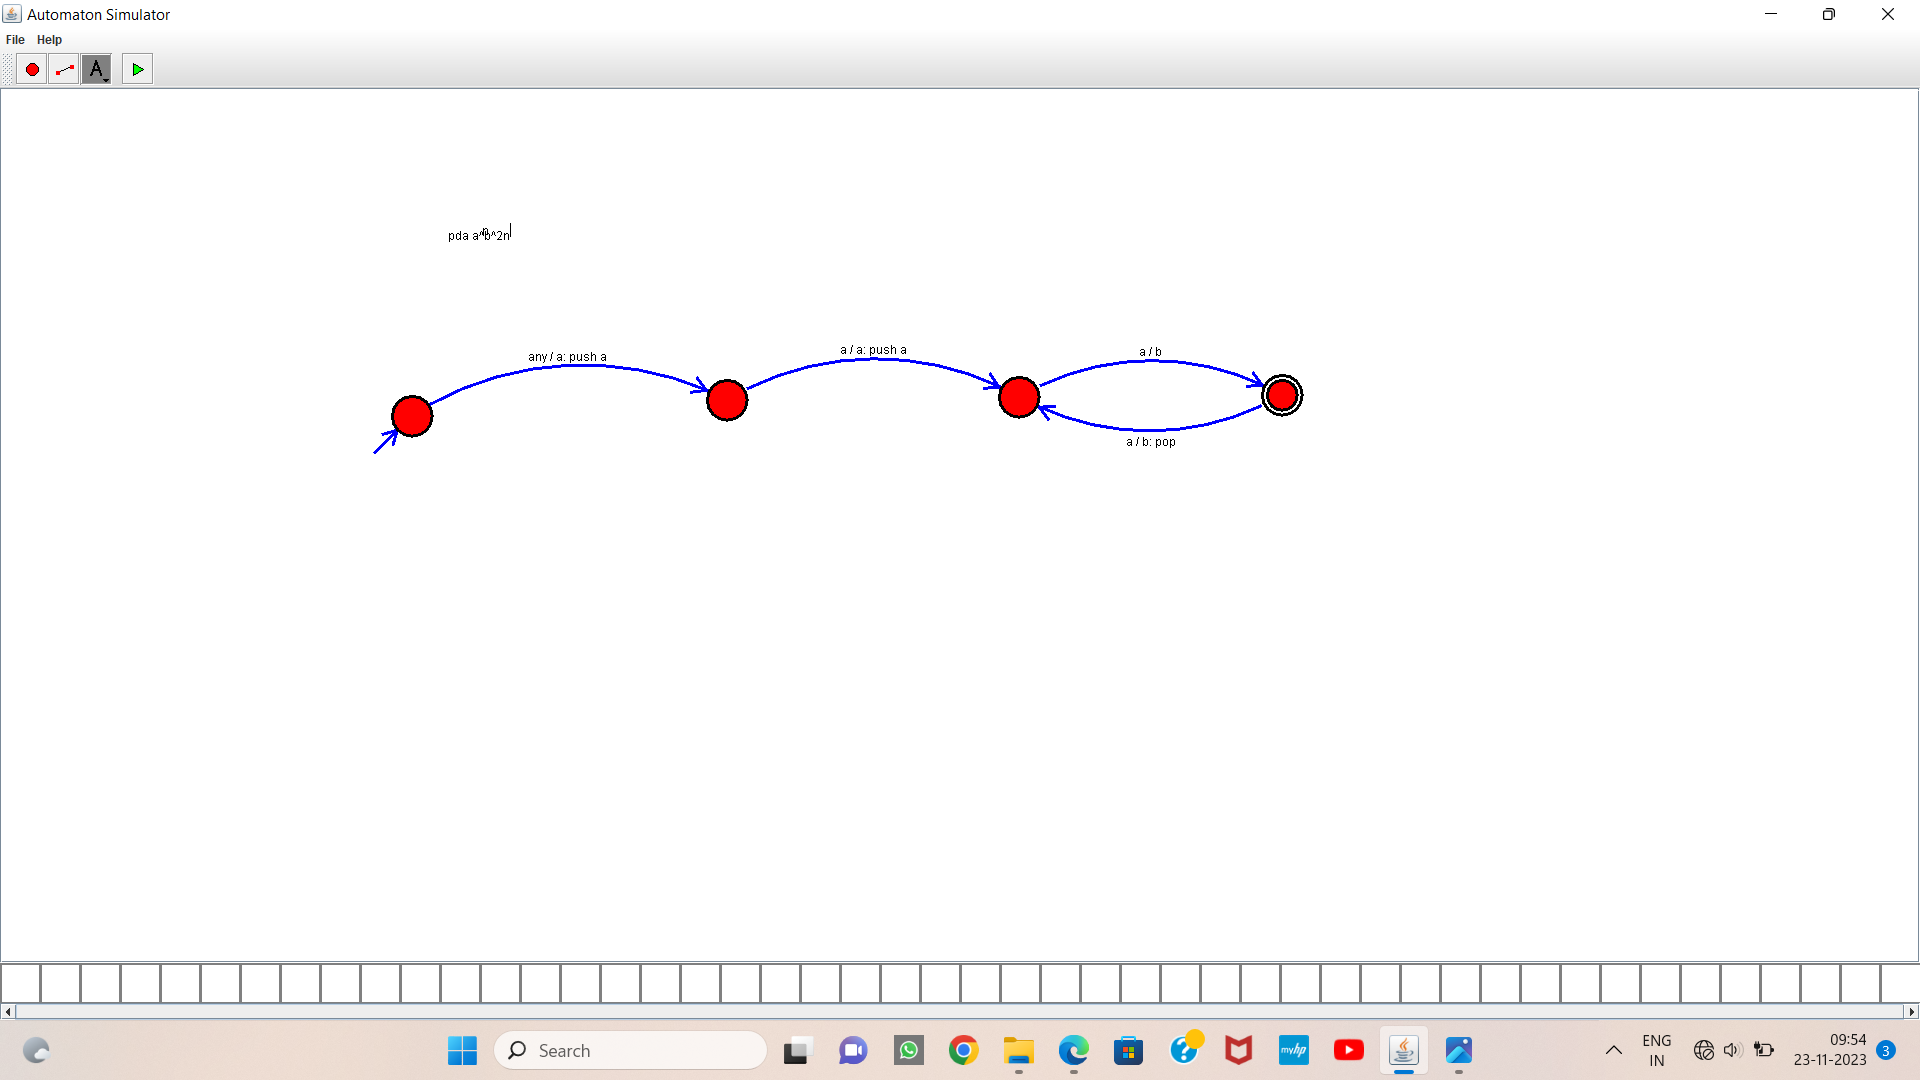 Automaton Simulator
File Help
A
pda a^b^2n
any / a: push a
a / a: push a
a / b
a / b: pop
Search
myhp
ENG
IN
09:54
23-11-2023
3